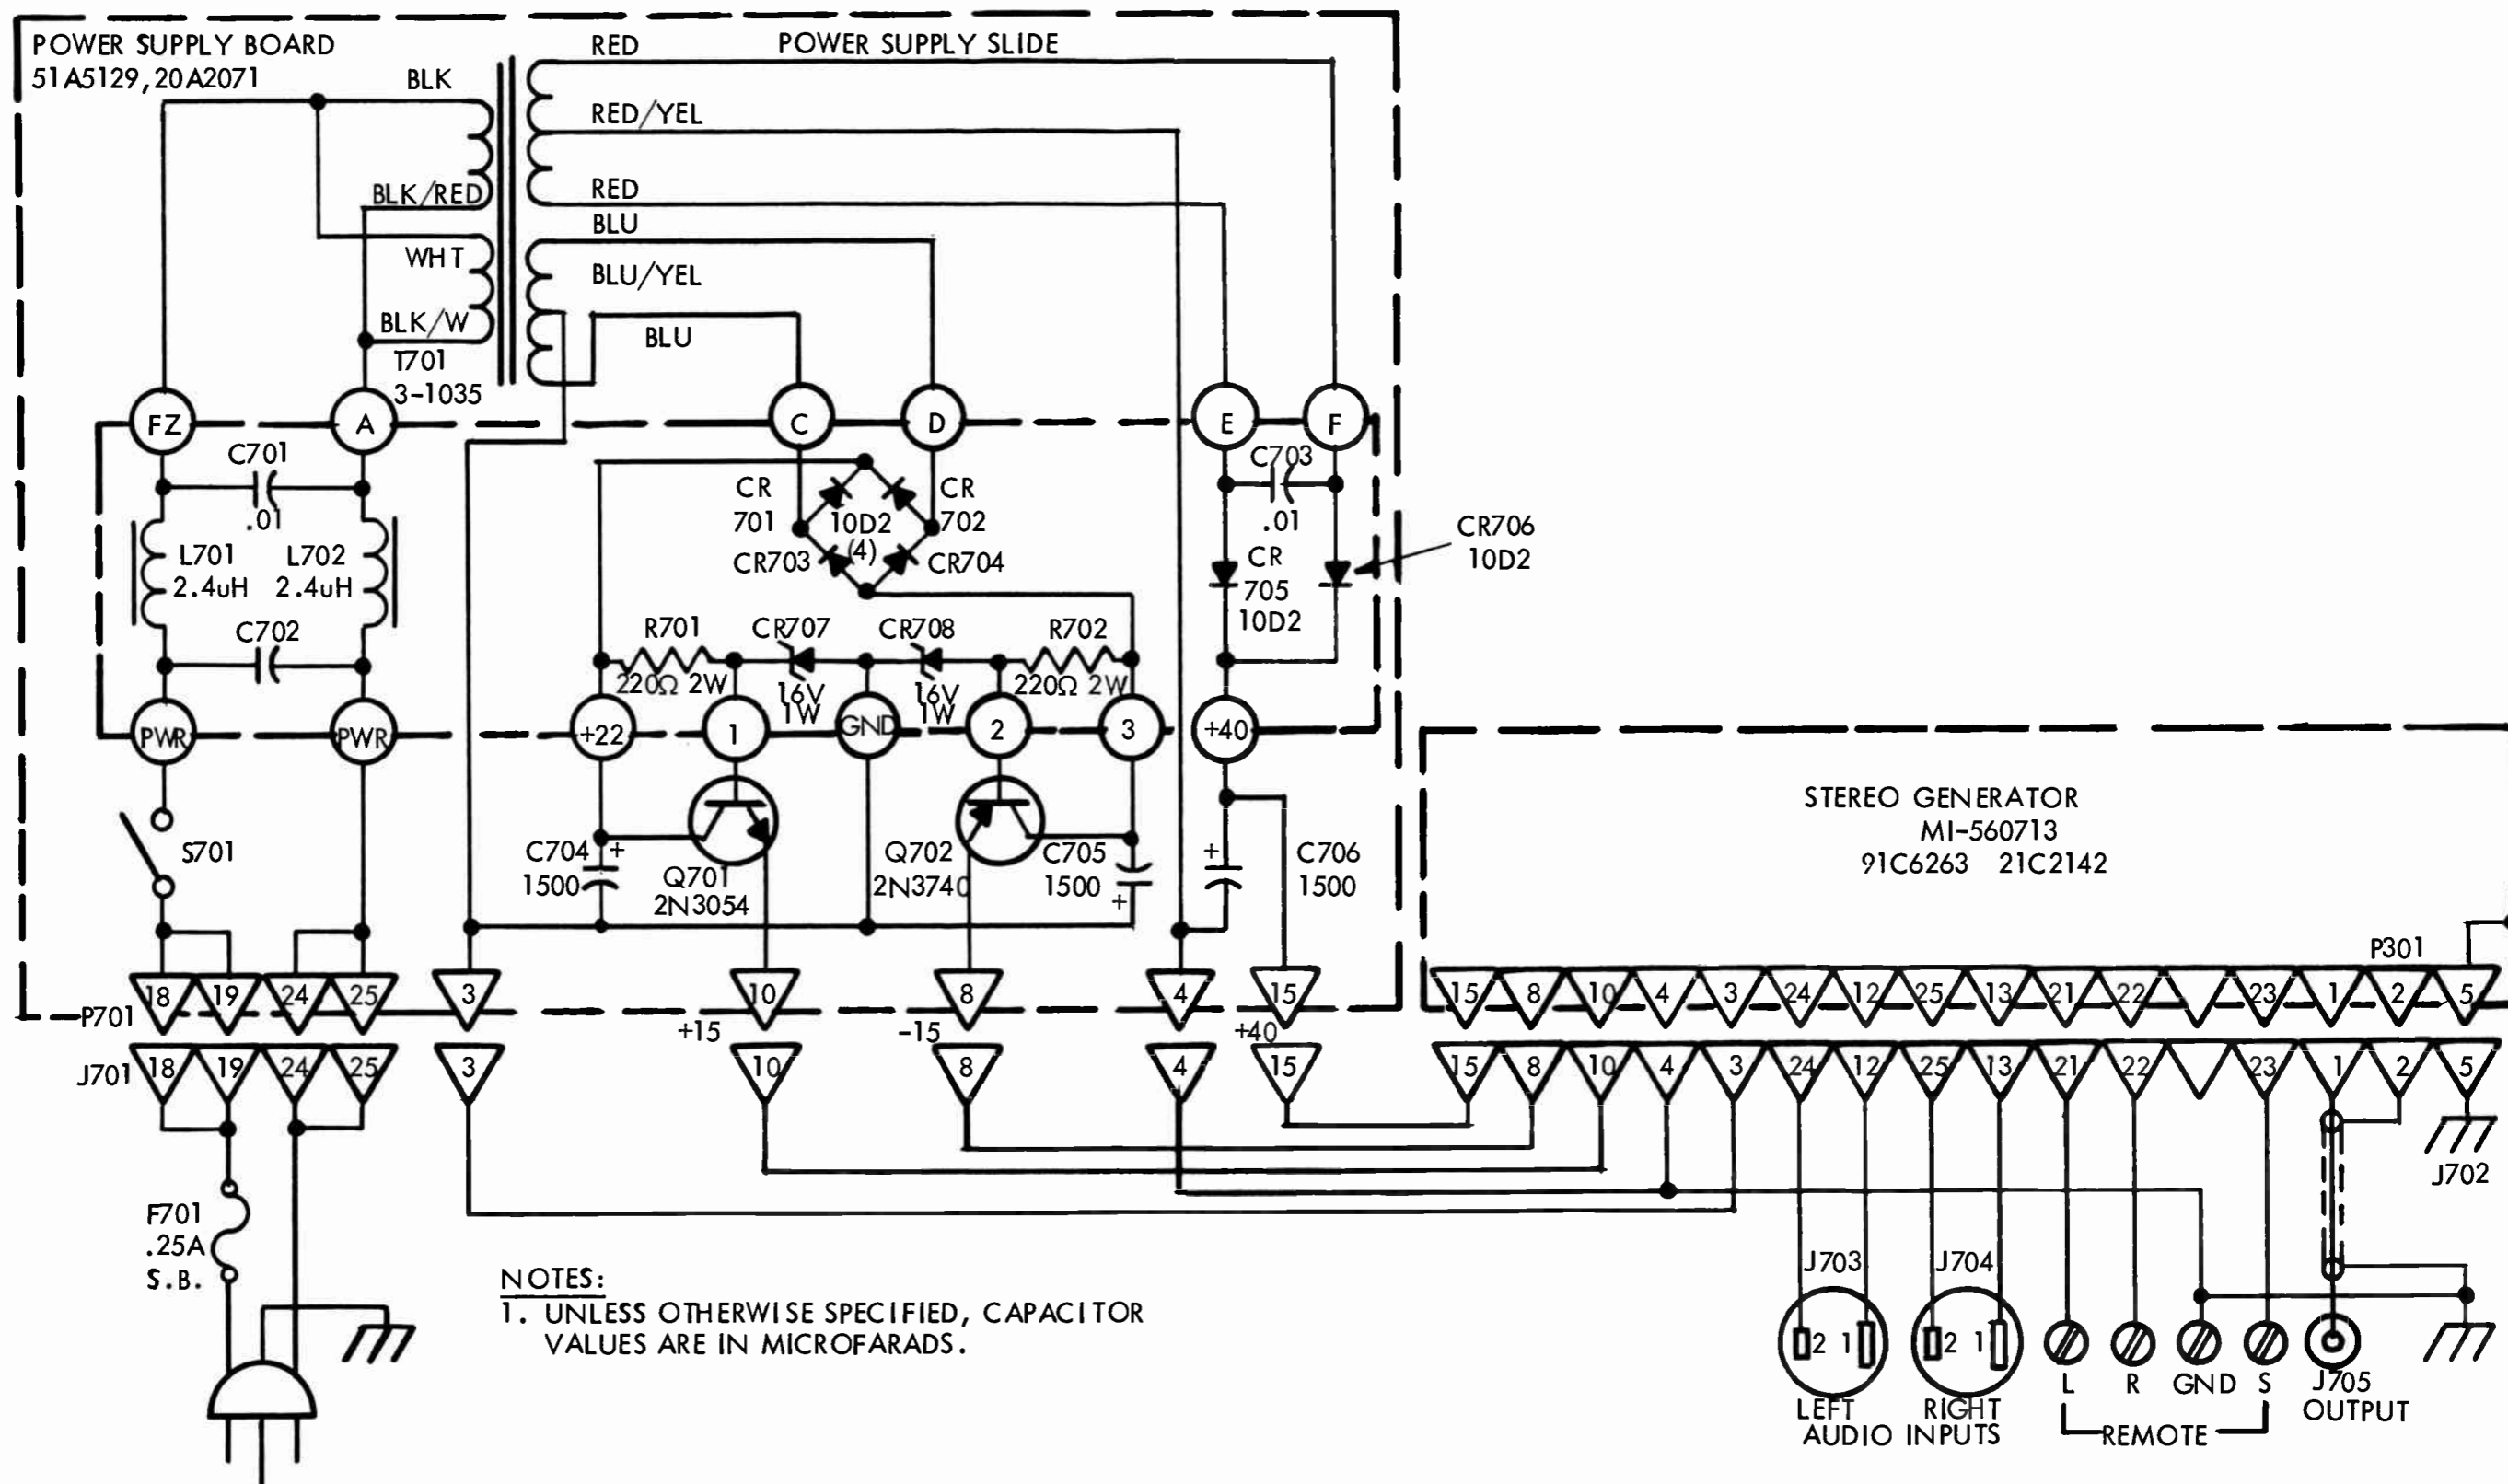 POWER SUPPLY BOARD
51A5129,20A2071
POWER SUPPLY SLIDE
BLK
BLK/RED
WHT
BLK/W
T701
3-1035
RED
RED/YEL
RED
BLU
BLU/YEL
BLU
FZ
A
C
D
E
F
C701
.01
L701
2.4uH
L702
2.4uH
C702
CR
701
CR
702
10D2
(4)
CR703
CR704
C703
.01
CR
705
10D2
CR706
10D2
R701
220Ω 2W
CR707
16V
1W
CR708
16V
1W
R702
220Ω 2W
PWR
PWR
+22
1
GND
2
3
+40
S701
C704
+
1500
Q701
2N3054
Q702
2N3740
C705
1500
+
+
C706
1500
STEREO GENERATOR
MI-560713
91C6263 21C2142
P301
P701
18 19 24 25 3 10 8 4 15
15 8 10 4 3 24 12 25 13 21 22 23 1 2 5
+15
-15
+40
J701
18 19 24 25 3 10 8 4 15
15 8 10 4 3 24 12 25 13 21 22 23 1 2 5
J702
F701
.25A
S.B.
NOTES:
1. UNLESS OTHERWISE SPECIFIED, CAPACITOR
VALUES ARE IN MICROFARADS.
J703
2 1
LEFT
J704
2 1
RIGHT
AUDIO INPUTS
L R GND S
REMOTE
J705
OUTPUT